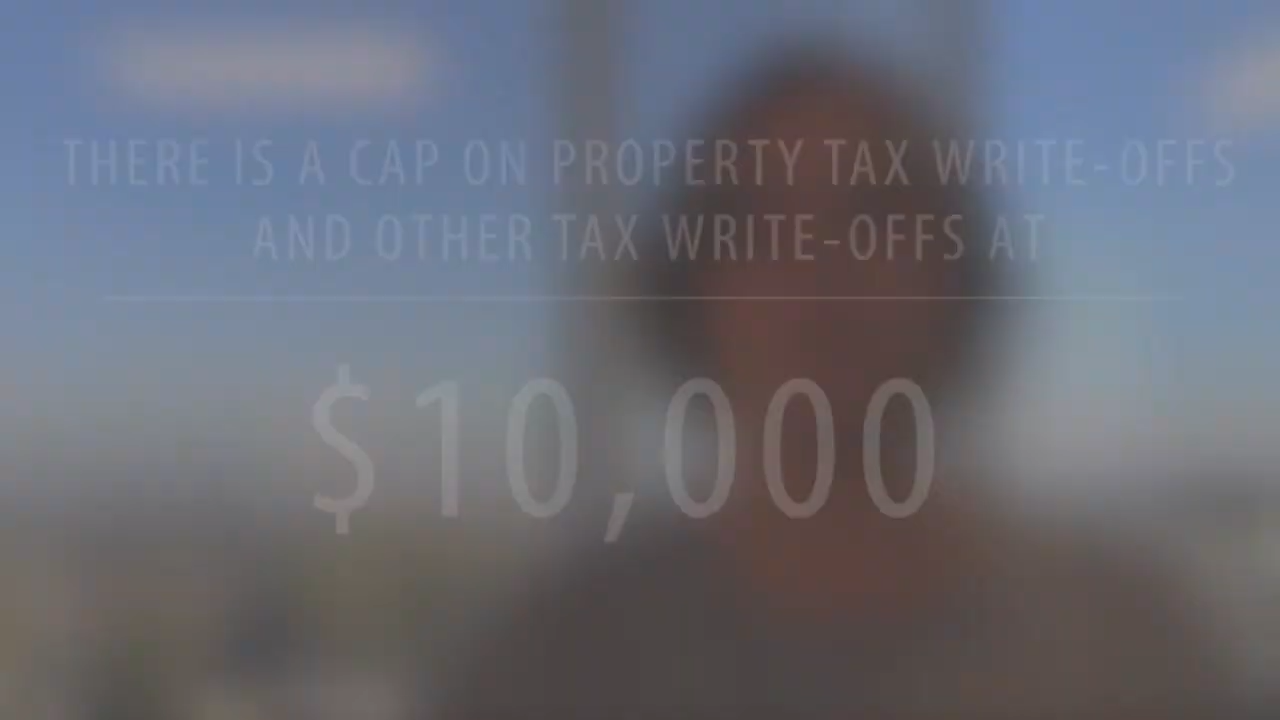 THERE IS A CAP ON PROPERTY TAX WRITE-OFFS
AND OTHER TAX WRITE-OFFS AT
$10,000